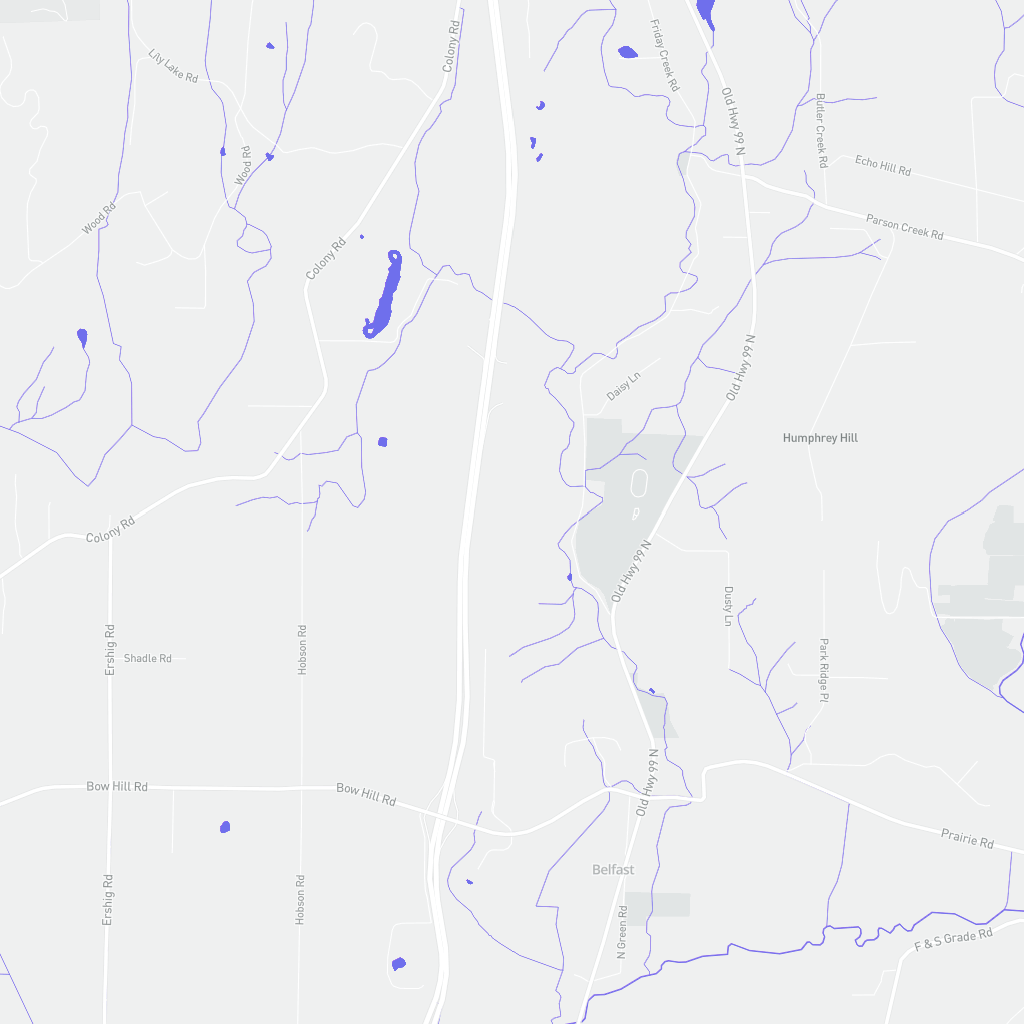 Colony Rd
Friday Creek Rd
Lily Lake Rd
Old Hwy 99 N
Butler Creek Rd
Wood Rd
Echo Hill Rd
Wood Rd
Parson Creek Rd
Colony Rd
Old Hwy 99 N
Daisy Ln
Humphrey Hill
Colony Rd
Old Hwy 99 N
Dusty Ln
Ershig Rd
Hobson Rd
Shadle Rd
Park Ridge Pl
Old Hwy 99 N
Bow Hill Rd
Bow Hill Rd
Prairie Rd
Belfast
Ershig Rd
Hobson Rd
N Green Rd
F & S Grade Rd